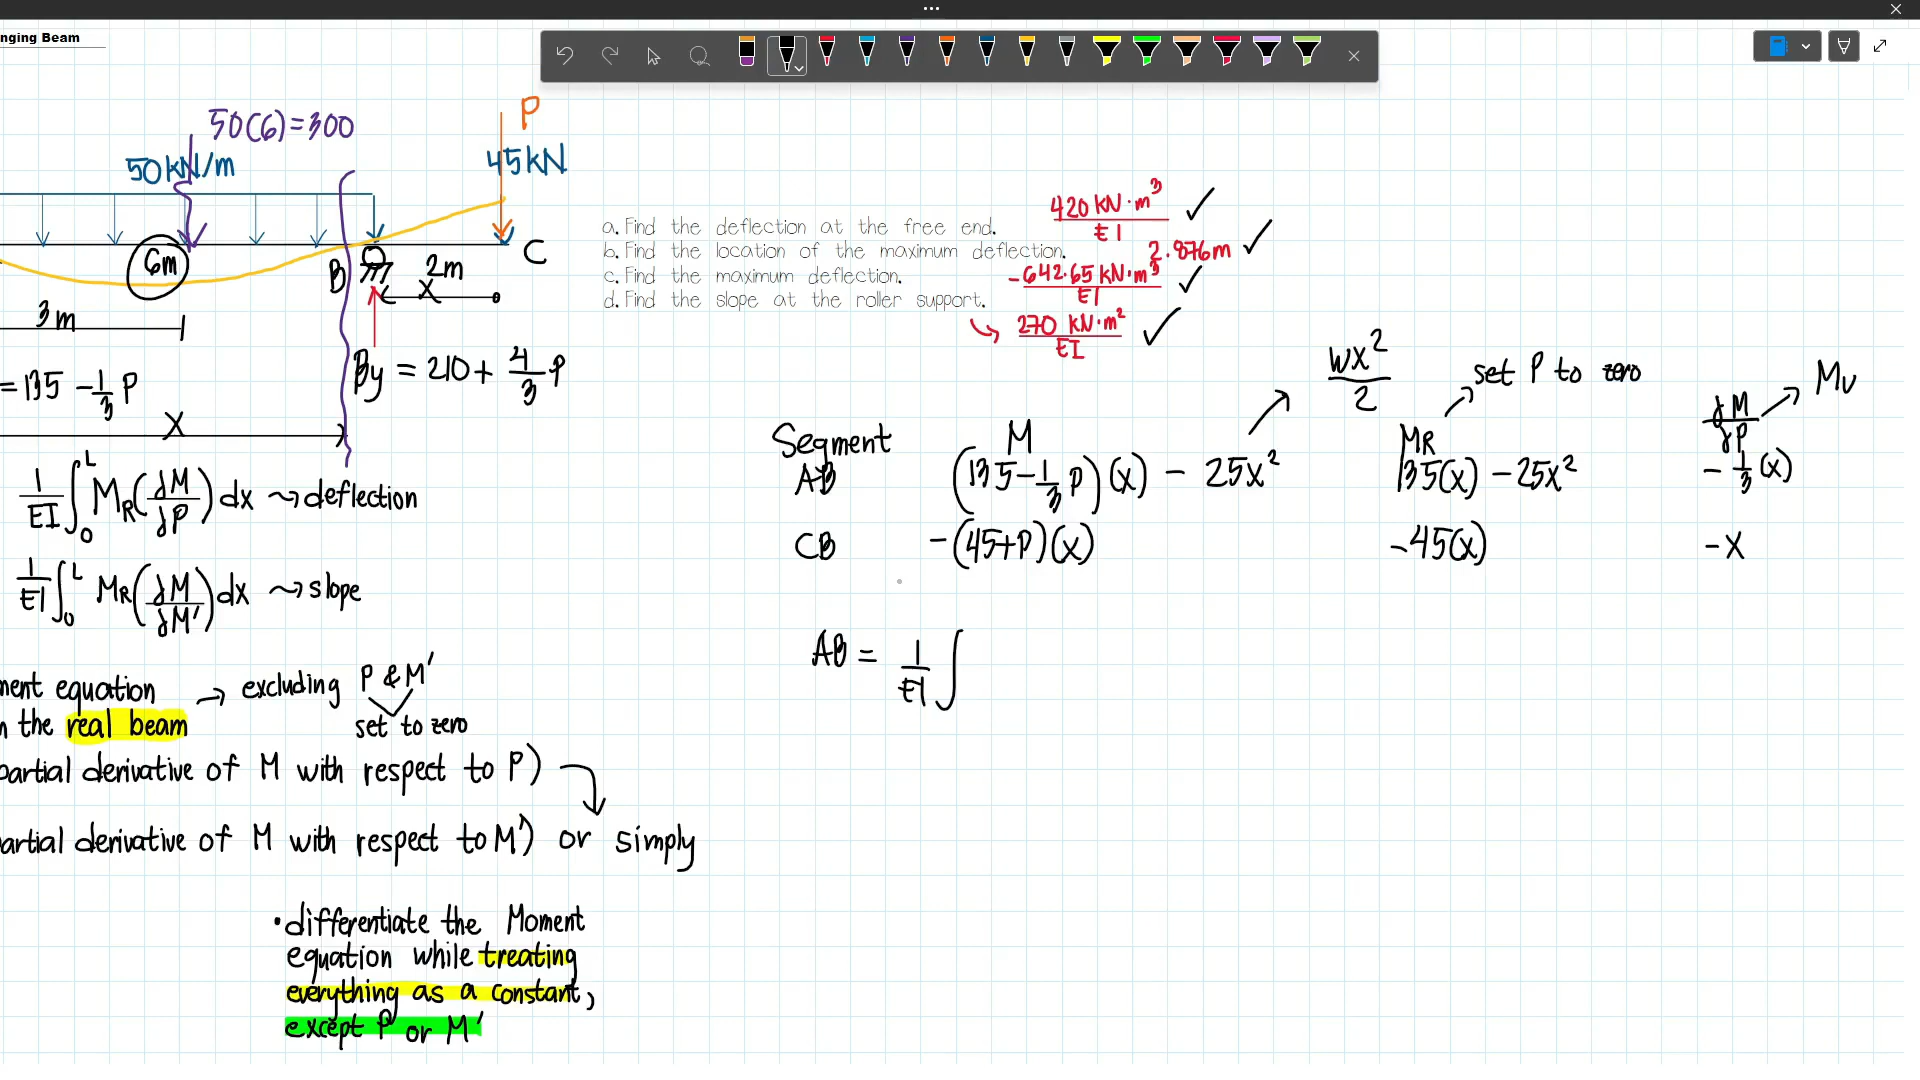 nging Beam
50(6)=300
P
50kN/m
45kN
6m
B
2m
C
X
3m
a. Find the deflection at the free end.
420 KN·m³
EI
b. Find the location of the maximum deflection.
2.876m
c. Find the maximum deflection.
-642.65 KN·m³
EI
d. Find the slope at the roller support.
270 KN·m²
EI
=135 -1/3 P
By = 210+ 4/3 P
X
wx²
2
set P to zero
∂M
∂P
Mv
Segment M MR
AB (135-1/3 P)(x) - 25x² 135(x) -25x² -1/3(x)
CB -(45+P)(x) -45(x) -x
1/EI ∫₀ᴸ MR(∂M/∂P) dx ⤳ deflection
1/EI ∫₀ᴸ MR(∂M/∂M') dx ⤳ slope
AB = 1/EI ∫
ment equation → excluding P & M'
n the real beam
set to zero
partial derivative of M with respect to P)
artial derivative of M with respect to M') or simply
• differentiate the Moment
equation while treating
everything as a constant,
except P or M'